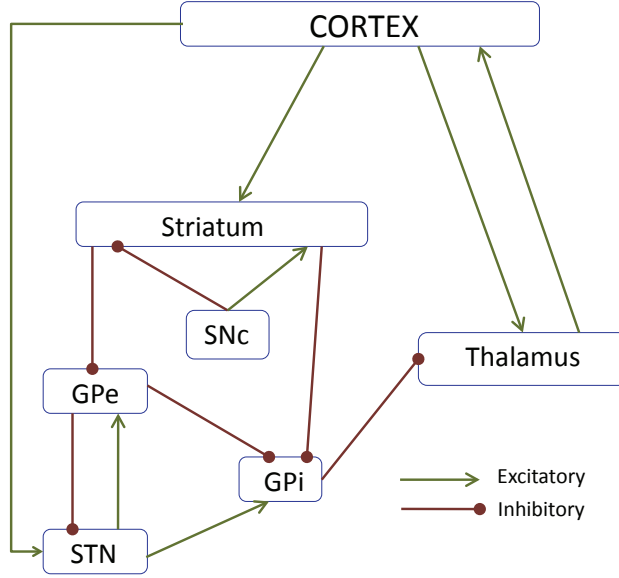 CORTEX
Striatum
SNc
Thalamus
GPe
GPi
STN
Excitatory
Inhibitory